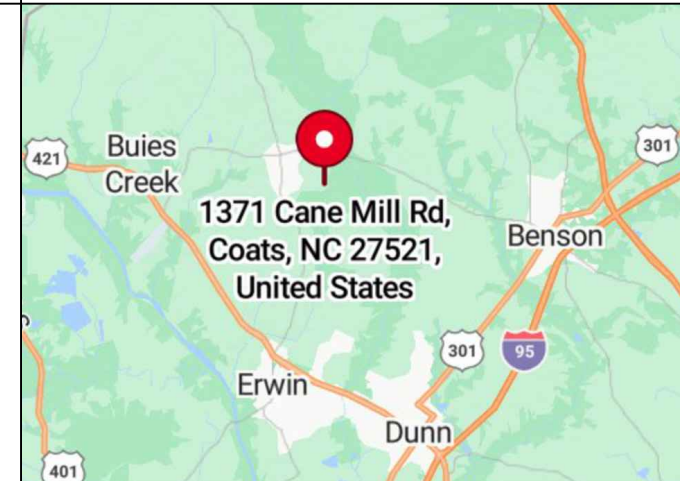 421
Buies
Creek
301
1371 Cane Mill Rd,
Coats, NC 27521,
United States
Benson
301
95
Erwin
Dunn
401